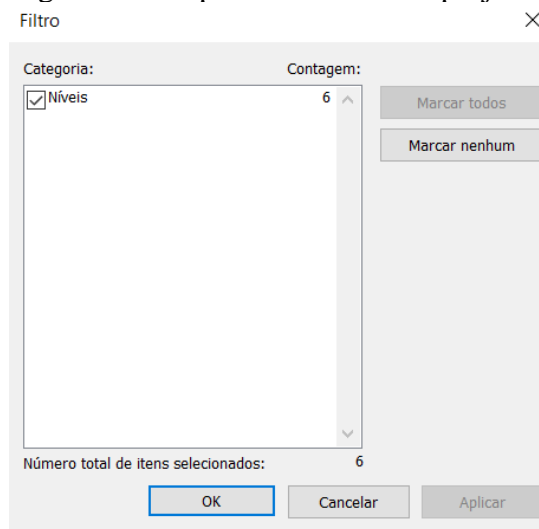 Filtro
Categoria: Contagem:
Níveis 6
Marcar todos
Marcar nenhum
Número total de itens selecionados: 6
OK Cancelar Aplicar